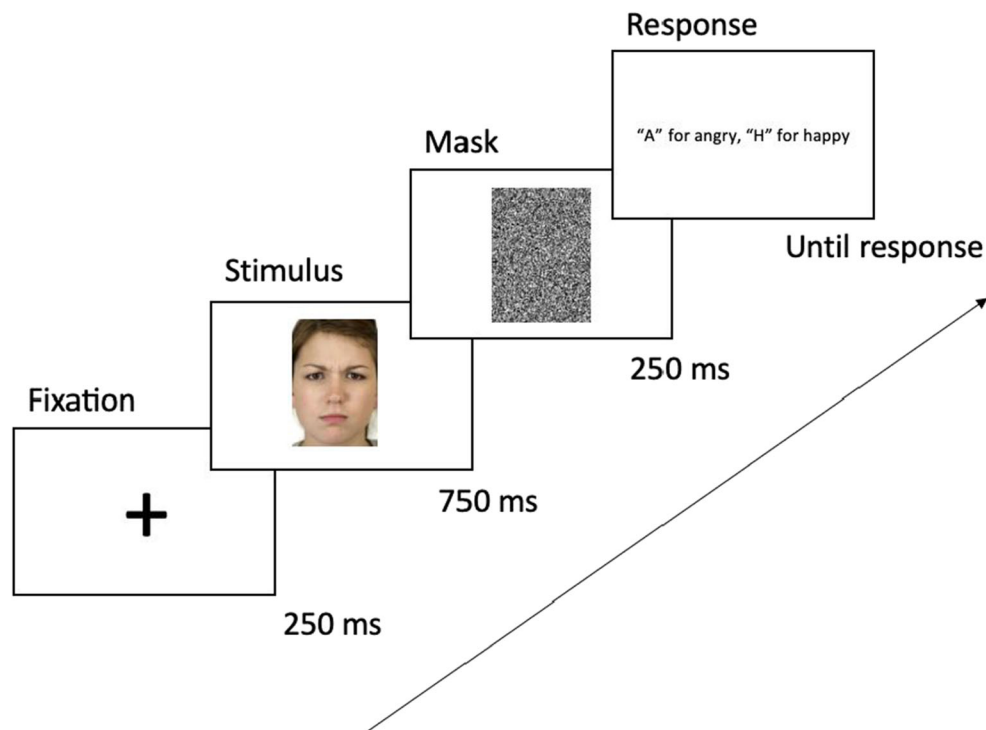 Response
“A” for angry, “H” for happy
Mask
Until response
Stimulus
250 ms
Fixation
750 ms
250 ms